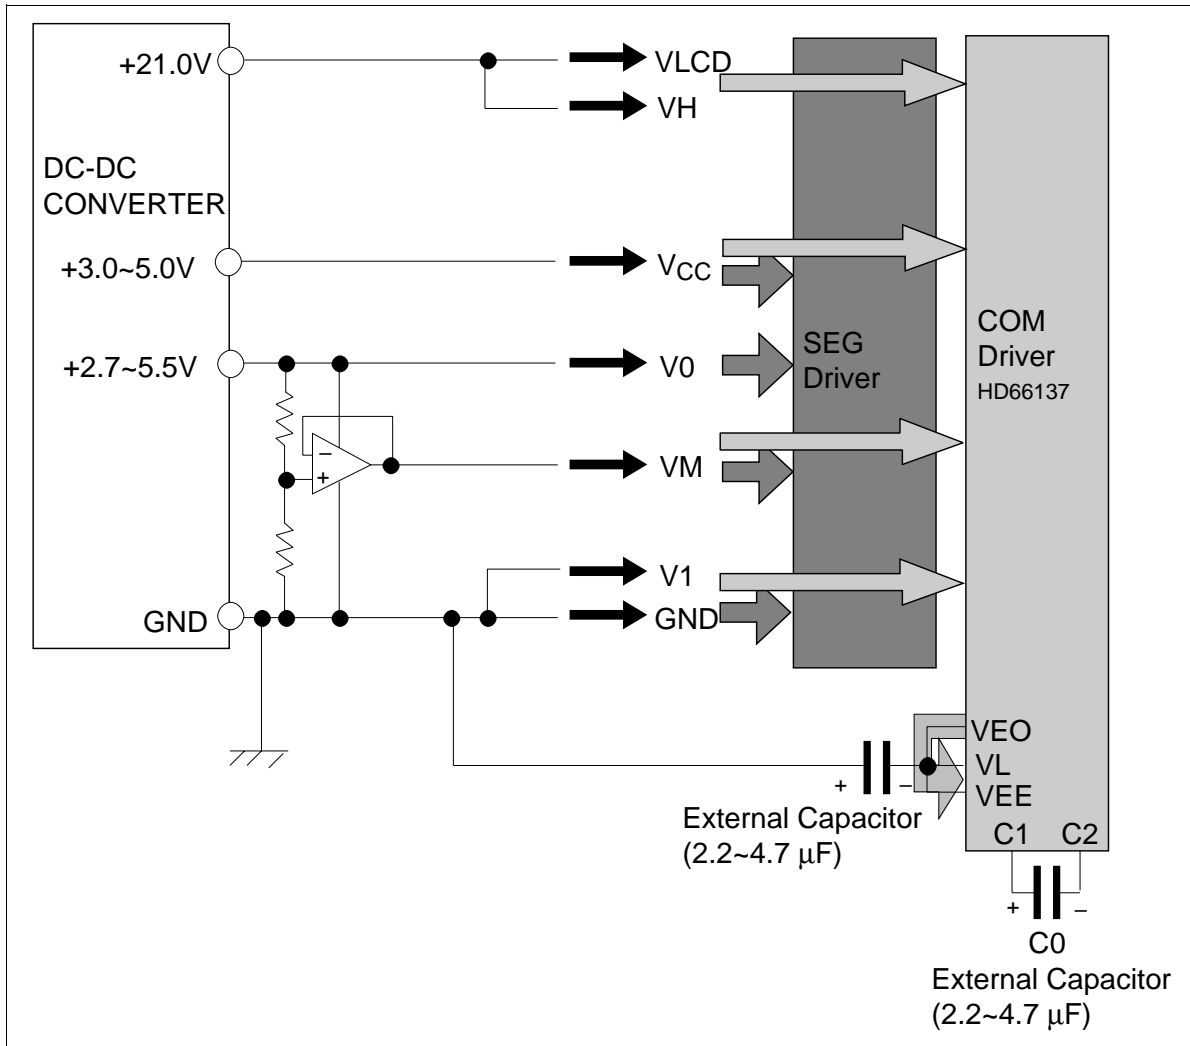 +21.0V
DC-DC
CONVERTER
+3.0~5.0V
+2.7~5.5V
GND
VLCD
VH
VCC
V0
VM
V1
GND
–
+
SEG
Driver
COM
Driver
HD66137
VEO
VL
VEE
C1 C2
+ –
External Capacitor
(2.2~4.7 µF)
+ –
C0
External Capacitor
(2.2~4.7 µF)